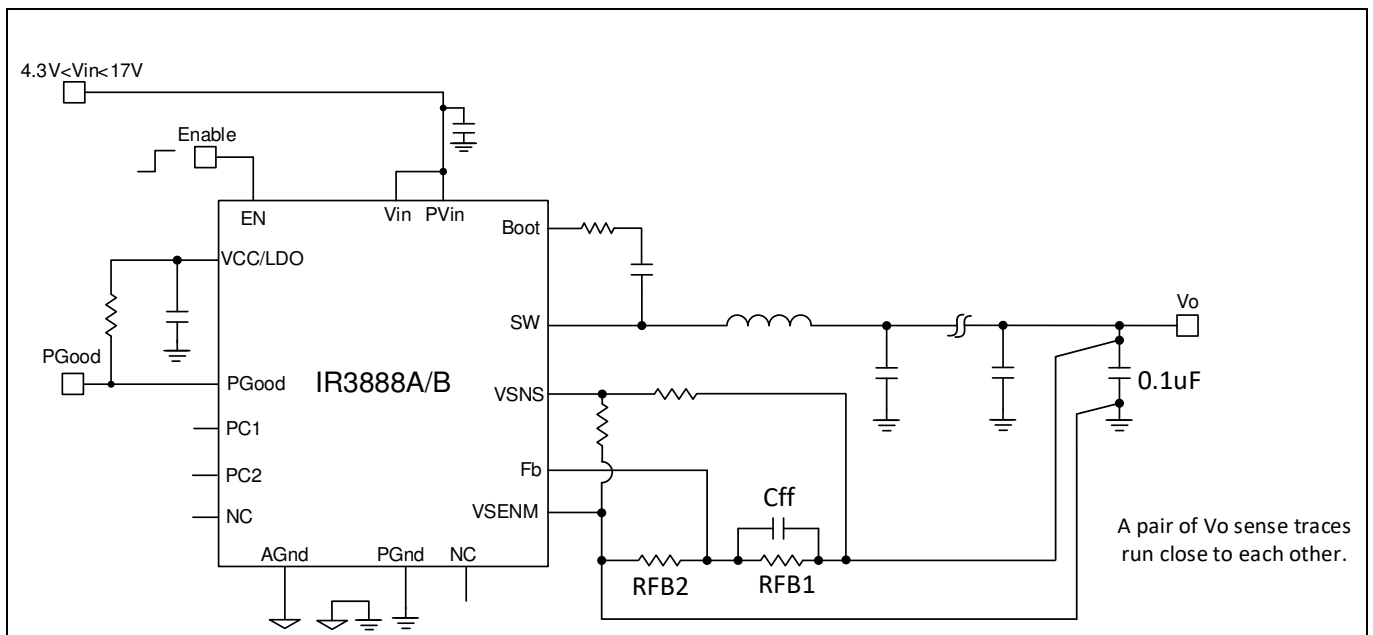 4.3V<Vin<17V
Enable
EN
Vin
PVin
Boot
VCC/LDO
SW
Vo
PGood
PGood
IR3888A/B
VSNS
0.1uF
PC1
PC2
Fb
Cff
NC
VSENM
A pair of Vo sense traces
run close to each other.
AGnd
PGnd
NC
RFB2
RFB1